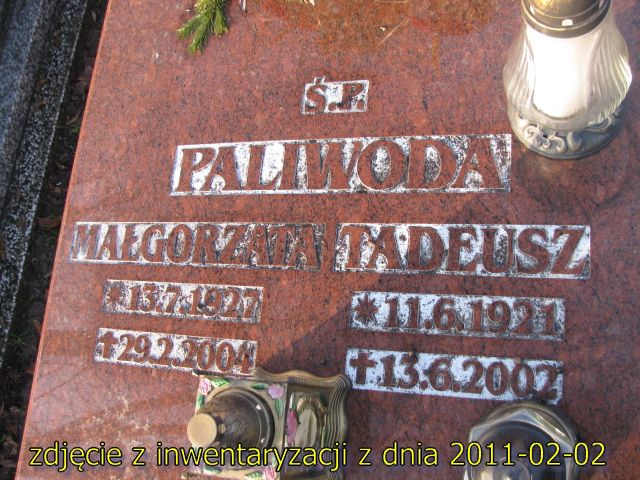 Ś.P.
PALIWODA
MAŁGORZATA TADEUSZ
*13.7.1927 *11.6.1921
†29.2.2004 †13.6.2002
zdjęcie z inwentaryzacji z dnia 2011-02-02